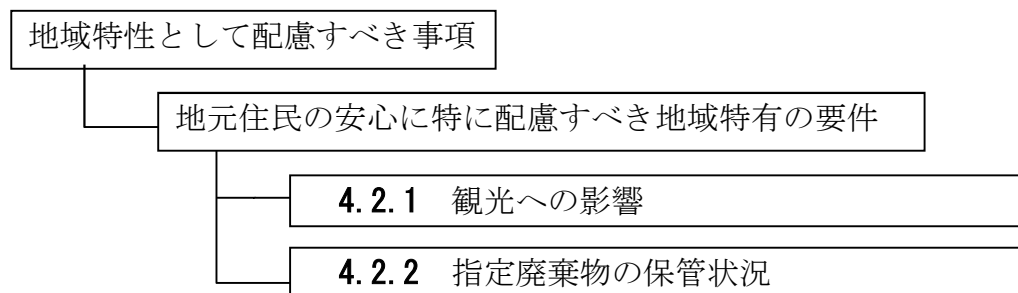 地域特性として配慮すべき事項
地元住民の安心に特に配慮すべき地域特有の要件
4.2.1 観光への影響
4.2.2 指定廃棄物の保管状況